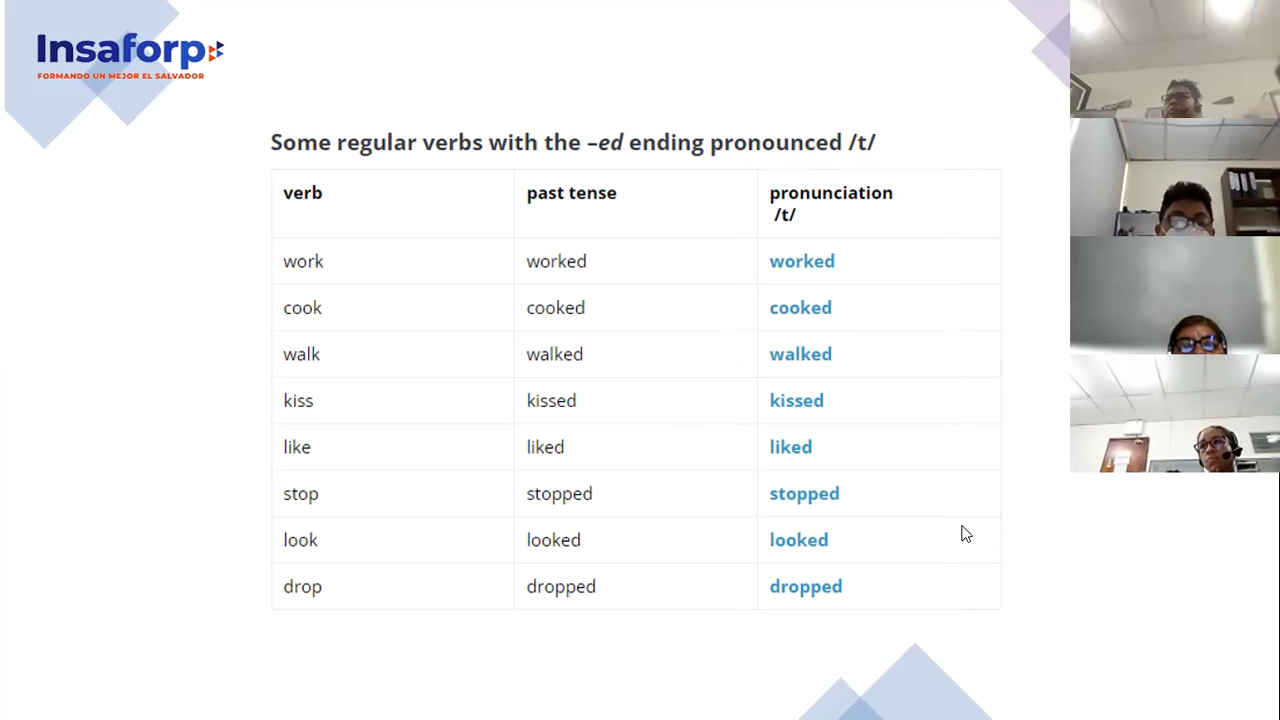 Insaforp
FORMANDO UN MEJOR EL SALVADOR
Some regular verbs with the –ed ending pronounced /t/
verb past tense pronunciation
/t/
work worked worked
cook cooked cooked
walk walked walked
kiss kissed kissed
like liked liked
stop stopped stopped
look looked looked
drop dropped dropped